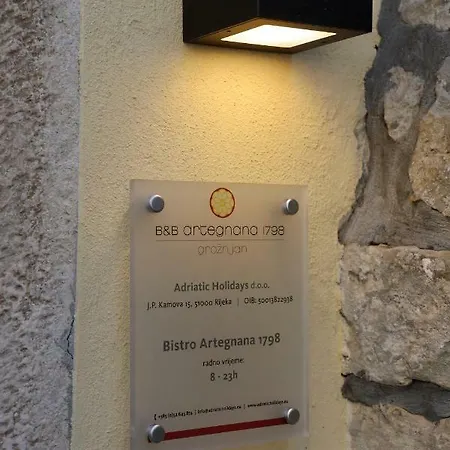 B&B artegnana 1798
grožnjan
Adriatic Holidays d.o.o.
J.P. Kamova 15, 51000 Rijeka | OIB: 50013822938
Bistro Artegnana 1798
radno vrijeme:
8 - 23h